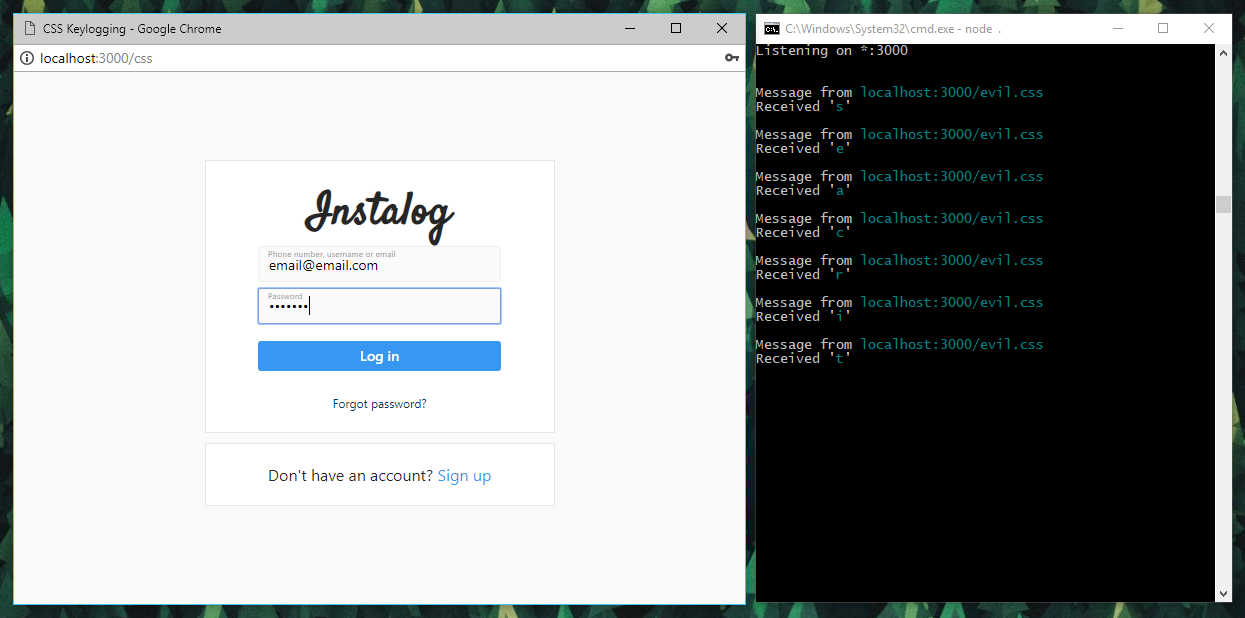 CSS Keylogging - Google Chrome
localhost:3000/css
Instalog
Phone number, username or email
email@email.com
Password
•••••••
Log in
Forgot password?
Don't have an account? Sign up
C:\Windows\System32\cmd.exe - node .
Listening on *:3000
Message from localhost:3000/evil.css
Received 's'
Message from localhost:3000/evil.css
Received 'e'
Message from localhost:3000/evil.css
Received 'a'
Message from localhost:3000/evil.css
Received 'c'
Message from localhost:3000/evil.css
Received 'r'
Message from localhost:3000/evil.css
Received 'i'
Message from localhost:3000/evil.css
Received 't'